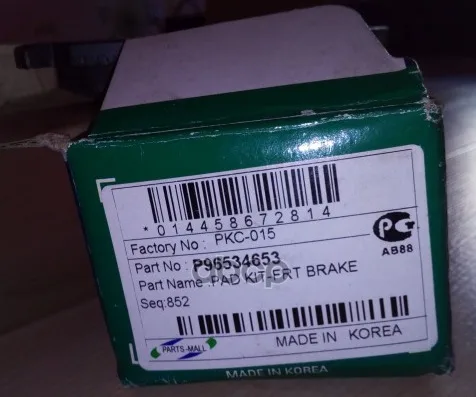 * 014458672814
Factory No : PKC-015
Part No : P96534653
Part Name :PAD KIT-FRT BRAKE
Seq:852
AB88
PARTS-MALL
MADE IN KOREA
MADE IN KOREA